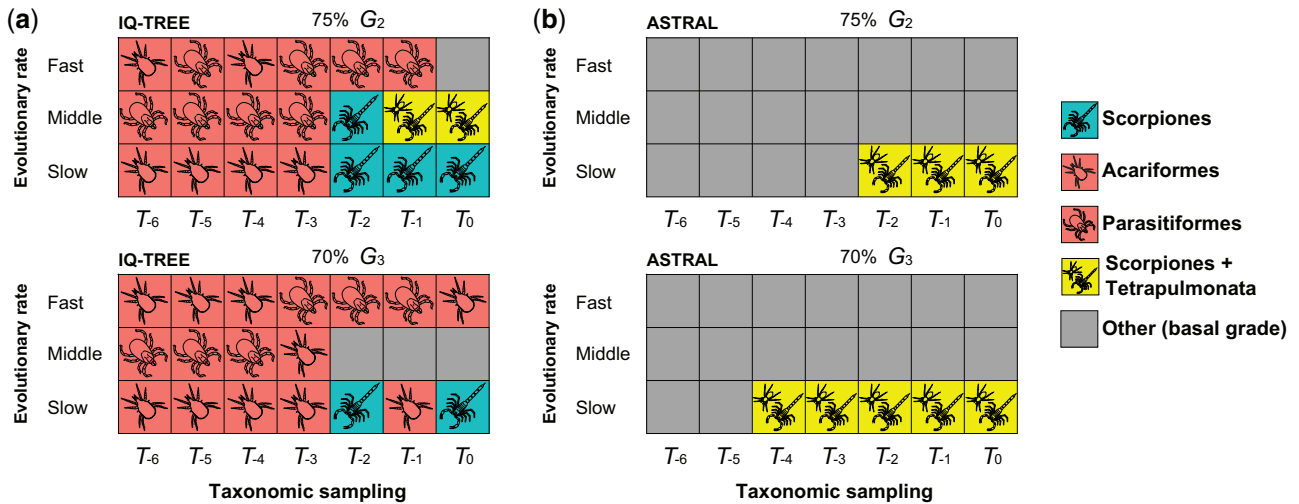 (a) IQ-TREE 75% G2
Evolutionary rate
Fast
Middle
Slow
T-6 T-5 T-4 T-3 T-2 T-1 T0
IQ-TREE 70% G3
Evolutionary rate
Fast
Middle
Slow
T-6 T-5 T-4 T-3 T-2 T-1 T0
Taxonomic sampling
(b) ASTRAL 75% G2
Evolutionary rate
Fast
Middle
Slow
T-6 T-5 T-4 T-3 T-2 T-1 T0
ASTRAL 70% G3
Evolutionary rate
Fast
Middle
Slow
T-6 T-5 T-4 T-3 T-2 T-1 T0
Taxonomic sampling
Scorpiones
Acariformes
Parasitiformes
Scorpiones +
Tetrapulmonata
Other (basal grade)